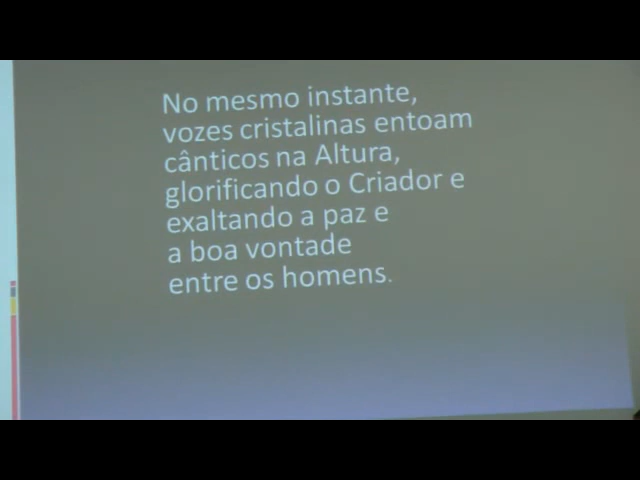 No mesmo instante,
vozes cristalinas entoam
cânticos na Altura,
glorificando o Criador e
exaltando a paz e
a boa vontade
entre os homens.